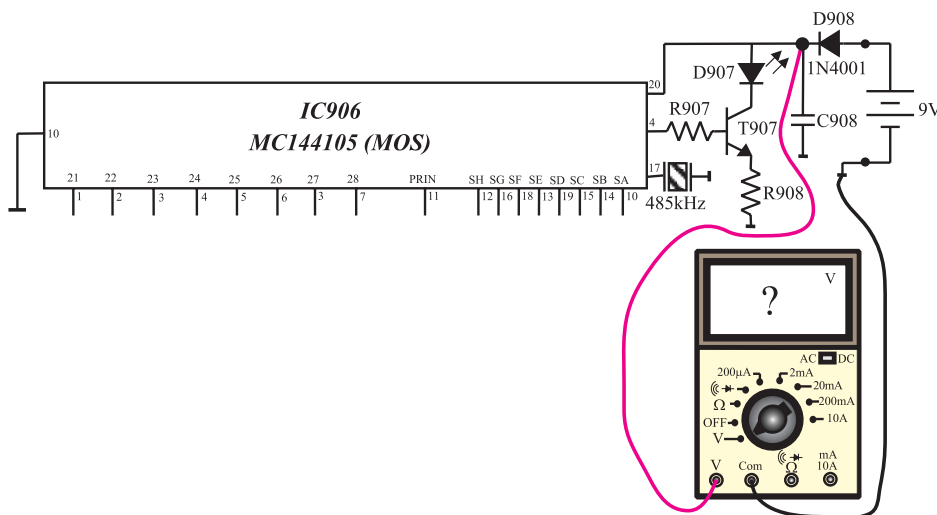 D908
1N4001
9V
C908
D907
20
R907
4
T907
IC906
MC144105 (MOS)
10
17
R908
485kHz
21 22 23 24 25 26 27 28 PRIN SH SG SF SE SD SC SB SA
1 2 3 4 5 6 3 7 11 12 16 18 13 19 15 14 10
V
?
AC DC
200µA 2mA
20mA
Ω 200mA
OFF 10A
V
V Com Ω mA
10A